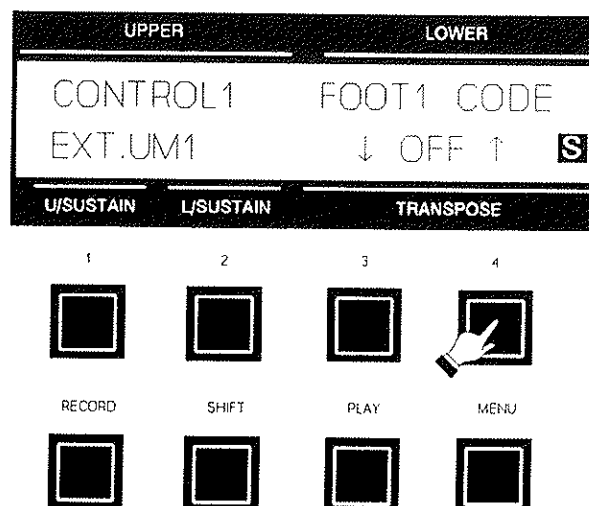 UPPER LOWER
CONTROL1 FOOT1 CODE
EXT.UM1 ↓ OFF ↑ S
U/SUSTAIN L/SUSTAIN TRANSPOSE
1 2 3 4
RECORD SHIFT PLAY MENU